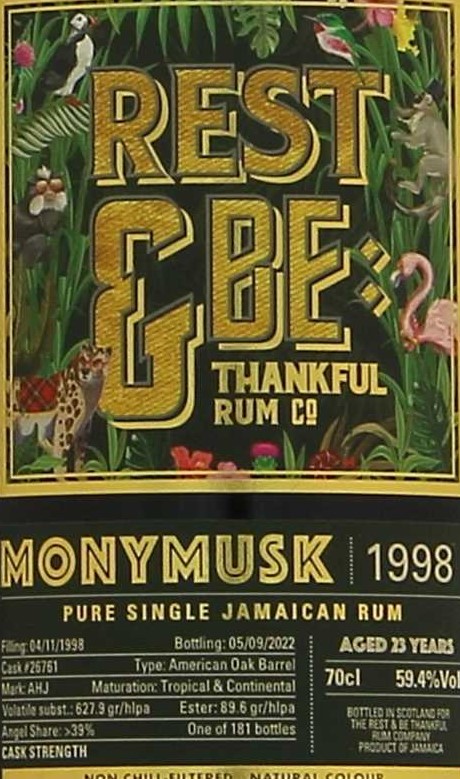 REST
& BE:
THANKFUL
RUM CO
MONYMUSK 1998
PURE SINGLE JAMAICAN RUM
Filling: 04/11/1998 Bottling: 05/09/2022
Cask #26761 Type: American Oak Barrel
Mark: AHJ Maturation: Tropical & Continental
Volatile subst.: 627.9 gr/hlpa Ester: 89.6 gr/hlpa
Angel Share: >39% One of 181 bottles
CASK STRENGTH
AGED 23 YEARS
70cl 59.4%Vol
BOTTLED IN SCOTLAND FOR
THE REST & BE THANKFUL
RUM COMPANY
PRODUCT OF JAMAICA
NON CHILL FILTERED NATURAL COLOUR